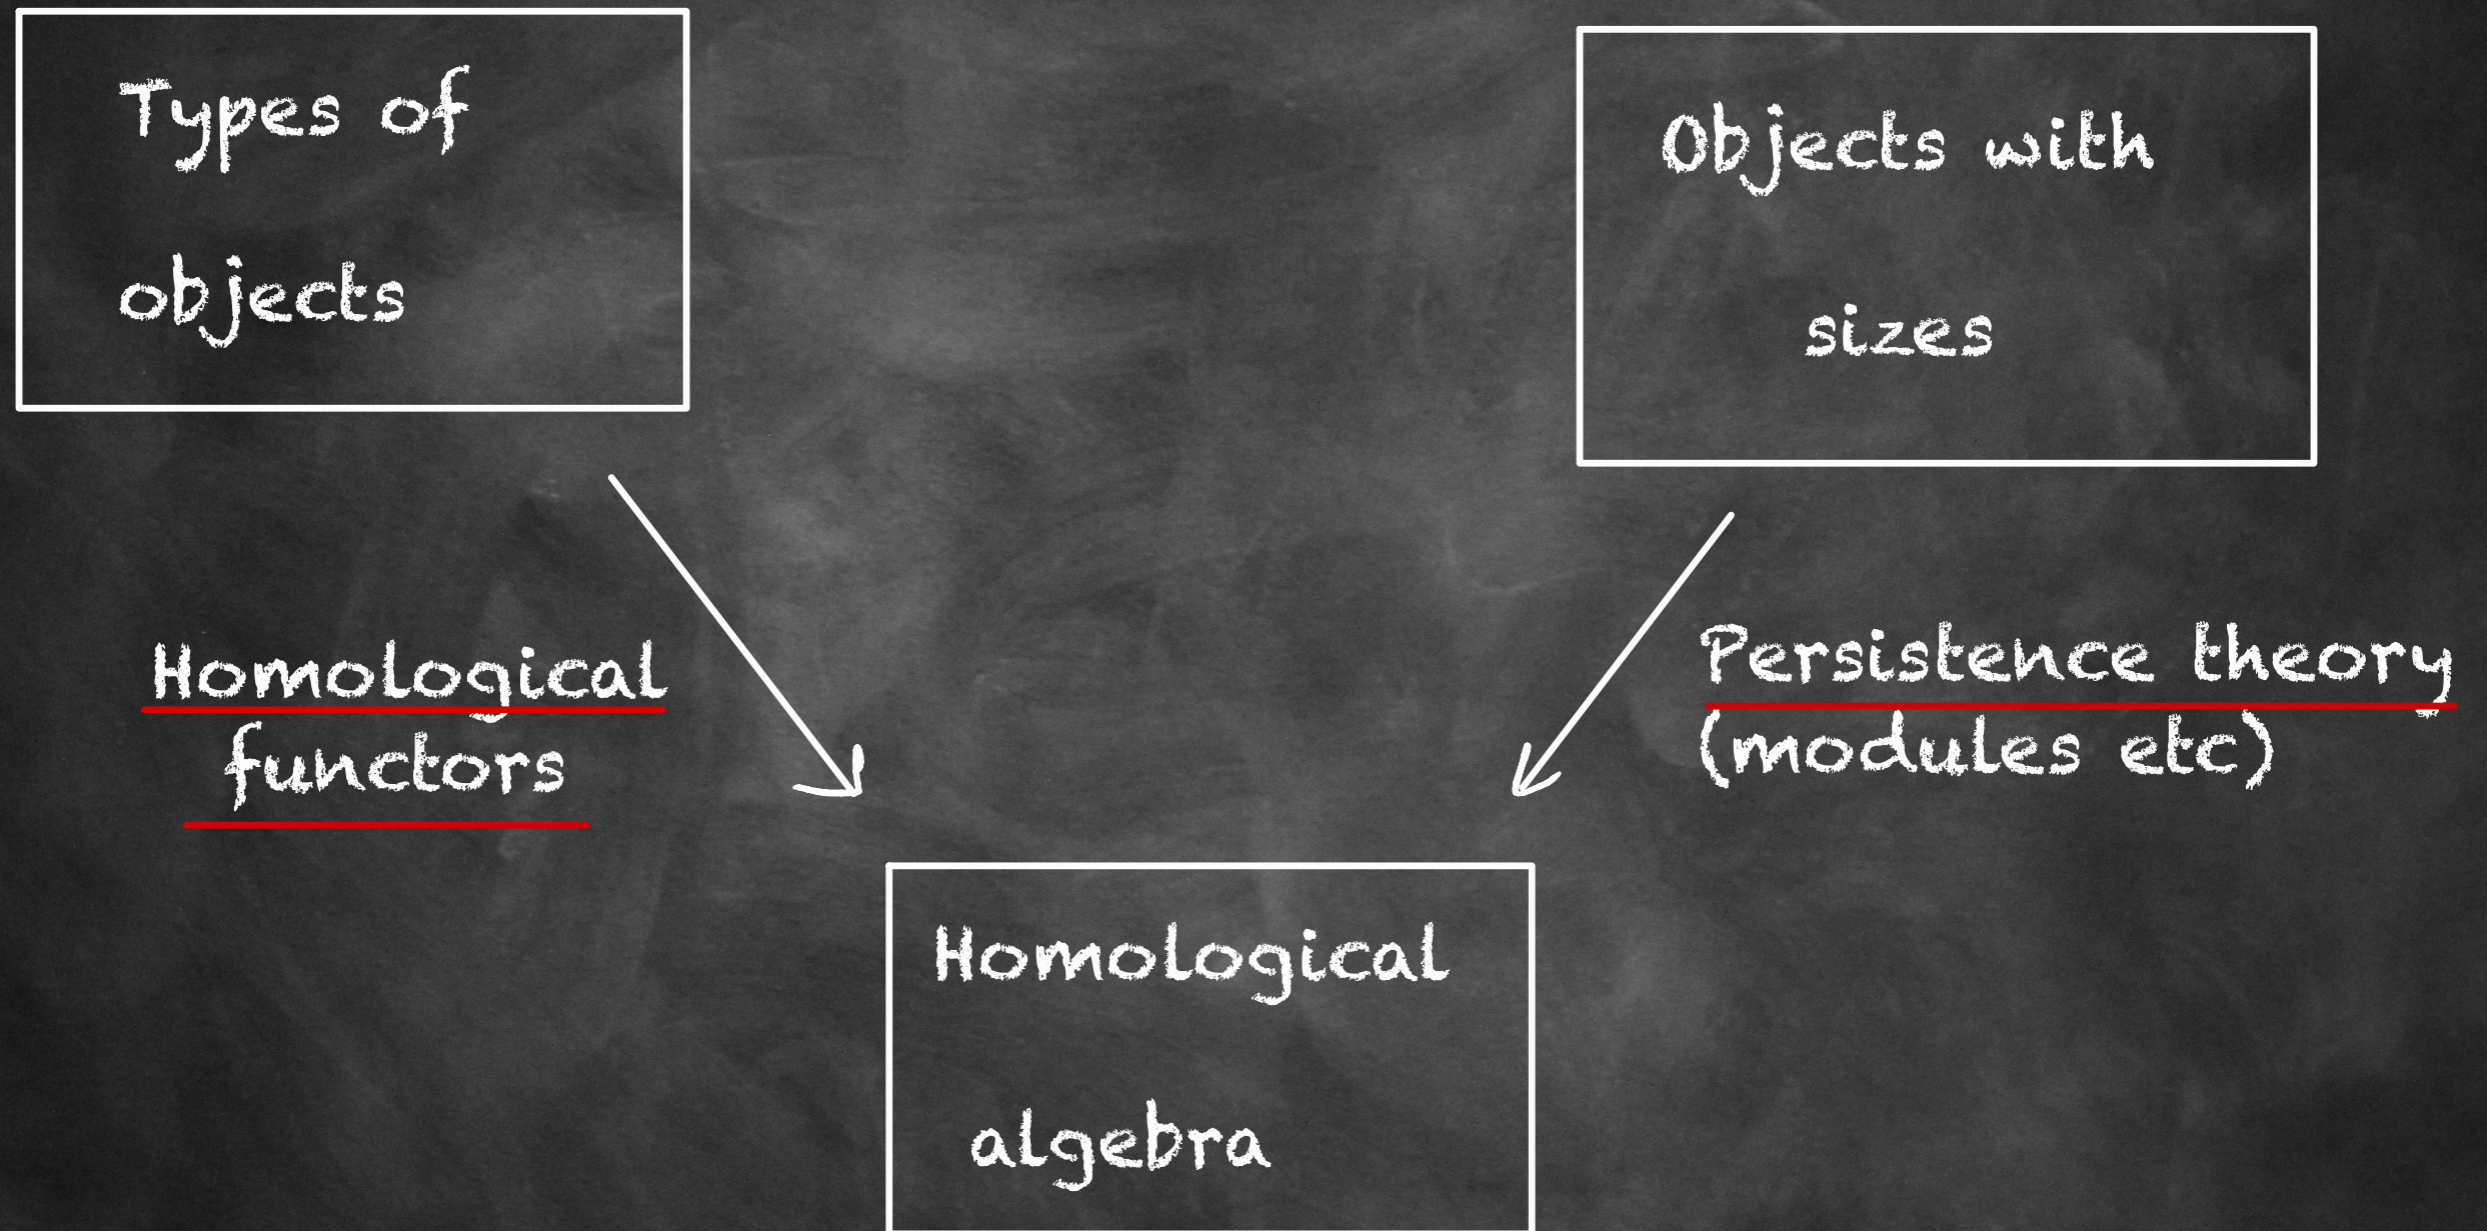 Types of
objects
Objects with
sizes
Homological
functors
Persistence theory
(modules etc)
Homological
algebra